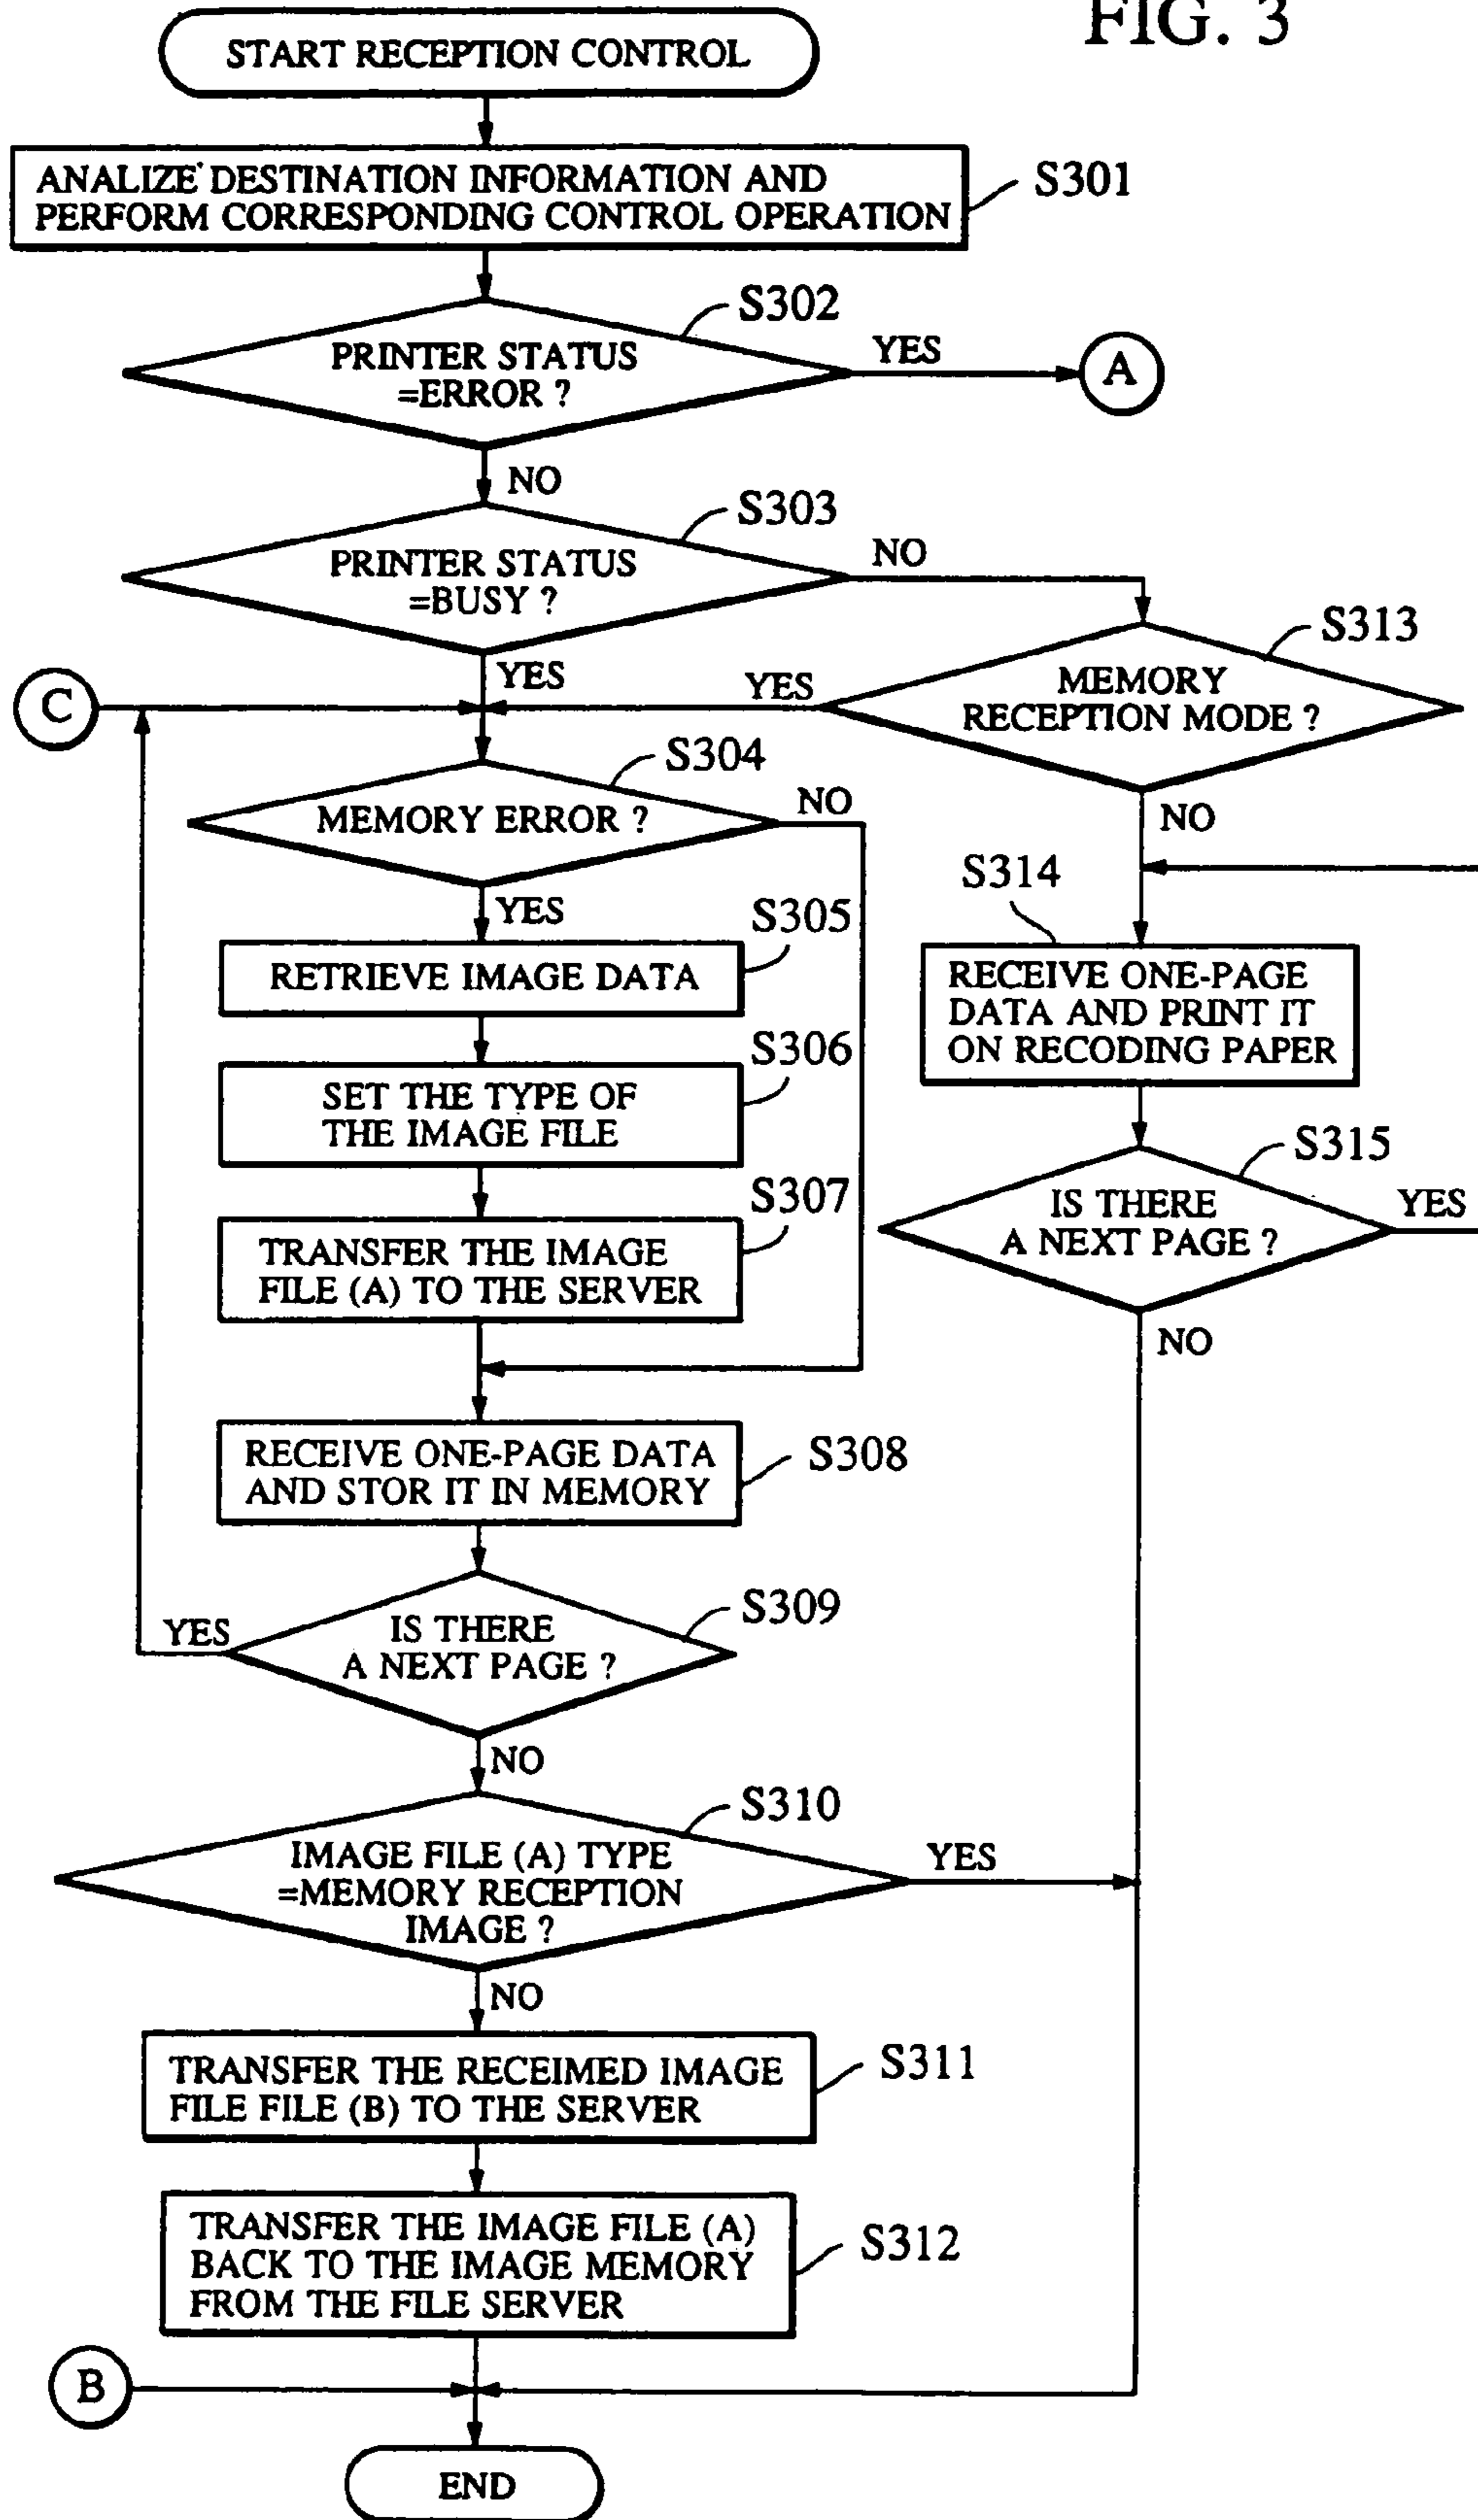 FIG. 3
START RECEPTION CONTROL
ANALIZE DESTINATION INFORMATION AND
PERFORM CORRESPONDING CONTROL OPERATION
S301
S302
PRINTER STATUS
=ERROR ?
YES
A
NO
S303
PRINTER STATUS
=BUSY ?
NO
YES
S313
MEMORY
RECEPTION MODE ?
YES
C
NO
S304
MEMORY ERROR ?
NO
YES
S305
RETRIEVE IMAGE DATA
S306
SET THE TYPE OF
THE IMAGE FILE
S307
TRANSFER THE IMAGE
FILE (A) TO THE SERVER
S314
RECEIVE ONE-PAGE
DATA AND PRINT IT
ON RECODING PAPER
S315
IS THERE
A NEXT PAGE ?
YES
NO
RECEIVE ONE-PAGE DATA
AND STOR IT IN MEMORY
S308
S309
IS THERE
A NEXT PAGE ?
YES
NO
S310
IMAGE FILE (A) TYPE
=MEMORY RECEPTION
IMAGE ?
YES
NO
TRANSFER THE RECEIMED IMAGE
FILE FILE (B) TO THE SERVER
S311
TRANSFER THE IMAGE FILE (A)
BACK TO THE IMAGE MEMORY
FROM THE FILE SERVER
S312
B
END